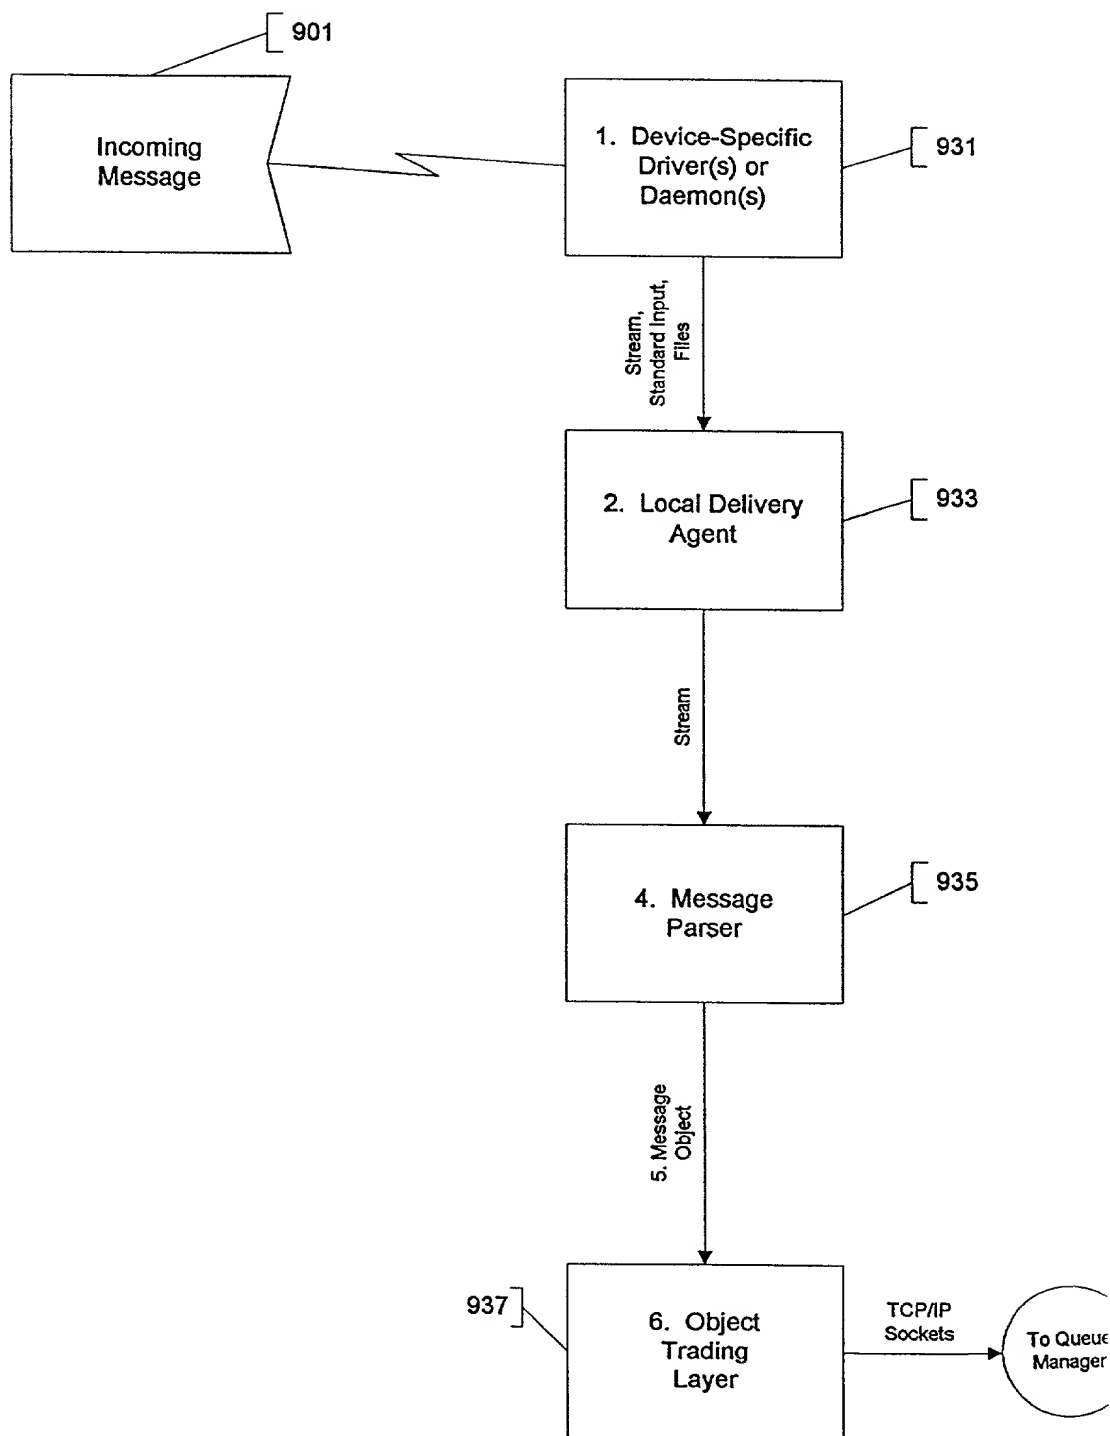 901
Incoming
Message
1. Device-Specific
Driver(s) or
Daemon(s)
931
Stream,
Standard Input,
Files
2. Local Delivery
Agent
933
Stream
4. Message
Parser
935
5. Message
Object
937
6. Object
Trading
Layer
TCP/IP
Sockets
To Queue
Manager